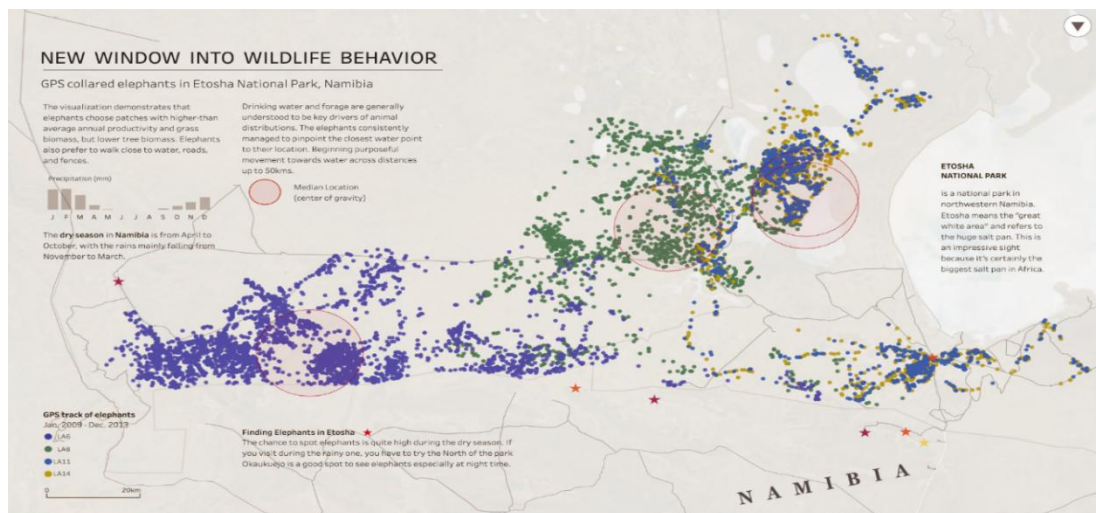 NEW WINDOW INTO WILDLIFE BEHAVIOR
GPS collared elephants in Etosha National Park, Namibia
The visualization demonstrates that
elephants choose patches with higher-than
average annual productivity and grass
biomass, but lower tree biomass. Elephants
also prefer to walk close to water, roads,
and fences.
Drinking water and forage are generally
understood to be key drivers of animal
distributions. The elephants consistently
managed to pinpoint the closest water point
to their location. Beginning purposeful
movement towards water across distances
up to 50kms.
Precipitation (mm)
J F M A M J J A S O N D
Median Location
(center of gravity)
The dry season in Namibia is from April to
October, with the rains mainly falling from
November to March.
ETOSHA
NATIONAL PARK
is a national park in
northwestern Namibia.
Etosha means the "great
white area" and refers to
the huge salt pan. This is
an impressive sight
because it's certainly the
biggest salt pan in Africa.
GPS track of elephants
Jan. 2009 - Dec. 2013
LA6
LA8
LA11
LA14
0 20km
Finding Elephants in Etosha
The chance to spot elephants is quite high during the dry season. If
you visit during the rainy one, you have to try the North of the park
Okaukuejo is a good spot to see elephants especially at night time.
NAMIBIA